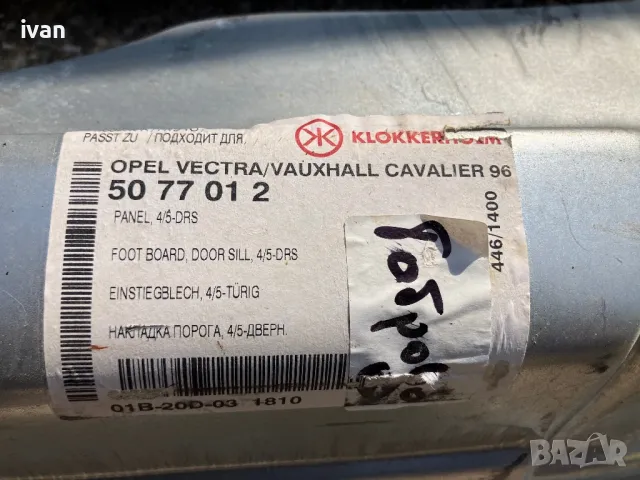 ivan
PASST ZU / ПОДХОДИТ ДЛЯ
KLOKKERHOLM
OPEL VECTRA/VAUXHALL CAVALIER 96
50 77 01 2
PANEL, 4/5-DRS
FOOT BOARD, DOOR SILL, 4/5-DRS
EINSTIEGBLECH, 4/5-TÜRIG
НАКЛАДКА ПОРОГА, 4/5-ДВЕРН.
01B-20D-03 1810
446/1400
bazar